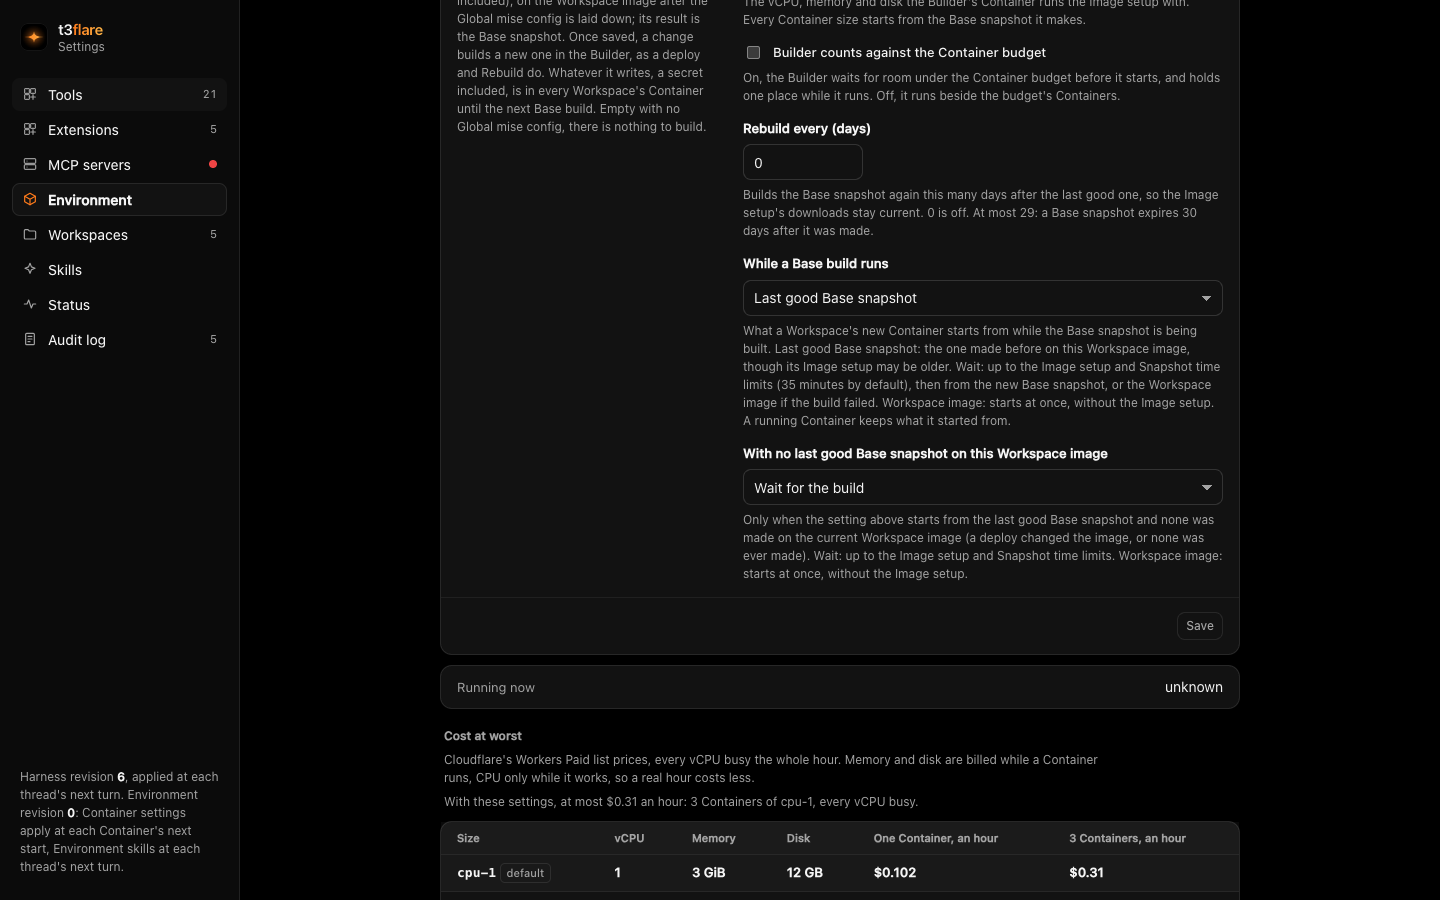 t3flare
Settings
Tools 21
Extensions 5
MCP servers
Environment
Workspaces 5
Skills
Status
Audit log 5
Harness revision 6, applied at each
thread's next turn. Environment
revision 0: Container settings
apply at each Container's next
start, Environment skills at each
thread's next turn.
included), on the Workspace image after the
Global mise config is laid down; its result is
the Base snapshot. Once saved, a change
builds a new one in the Builder, as a deploy
and Rebuild do. Whatever it writes, a secret
included, is in every Workspace's Container
until the next Base build. Empty with no
Global mise config, there is nothing to build.
The vCPU, memory and disk the Builder's Container runs the Image setup with.
Every Container size starts from the Base snapshot it makes.
Builder counts against the Container budget
On, the Builder waits for room under the Container budget before it starts, and holds
one place while it runs. Off, it runs beside the budget's Containers.
Rebuild every (days)
0
Builds the Base snapshot again this many days after the last good one, so the Image
setup's downloads stay current. 0 is off. At most 29: a Base snapshot expires 30
days after it was made.
While a Base build runs
Last good Base snapshot
What a Workspace's new Container starts from while the Base snapshot is being
built. Last good Base snapshot: the one made before on this Workspace image,
though its Image setup may be older. Wait: up to the Image setup and Snapshot time
limits (35 minutes by default), then from the new Base snapshot, or the Workspace
image if the build failed. Workspace image: starts at once, without the Image setup.
A running Container keeps what it started from.
With no last good Base snapshot on this Workspace image
Wait for the build
Only when the setting above starts from the last good Base snapshot and none was
made on the current Workspace image (a deploy changed the image, or none was
ever made). Wait: up to the Image setup and Snapshot time limits. Workspace image:
starts at once, without the Image setup.
Save
Running now unknown
Cost at worst
Cloudflare's Workers Paid list prices, every vCPU busy the whole hour. Memory and disk are billed while a Container
runs, CPU only while it works, so a real hour costs less.
With these settings, at most $0.31 an hour: 3 Containers of cpu-1, every vCPU busy.
Size vCPU Memory Disk One Container, an hour 3 Containers, an hour
cpu-1 default 1 3 GiB 12 GB $0.102 $0.31